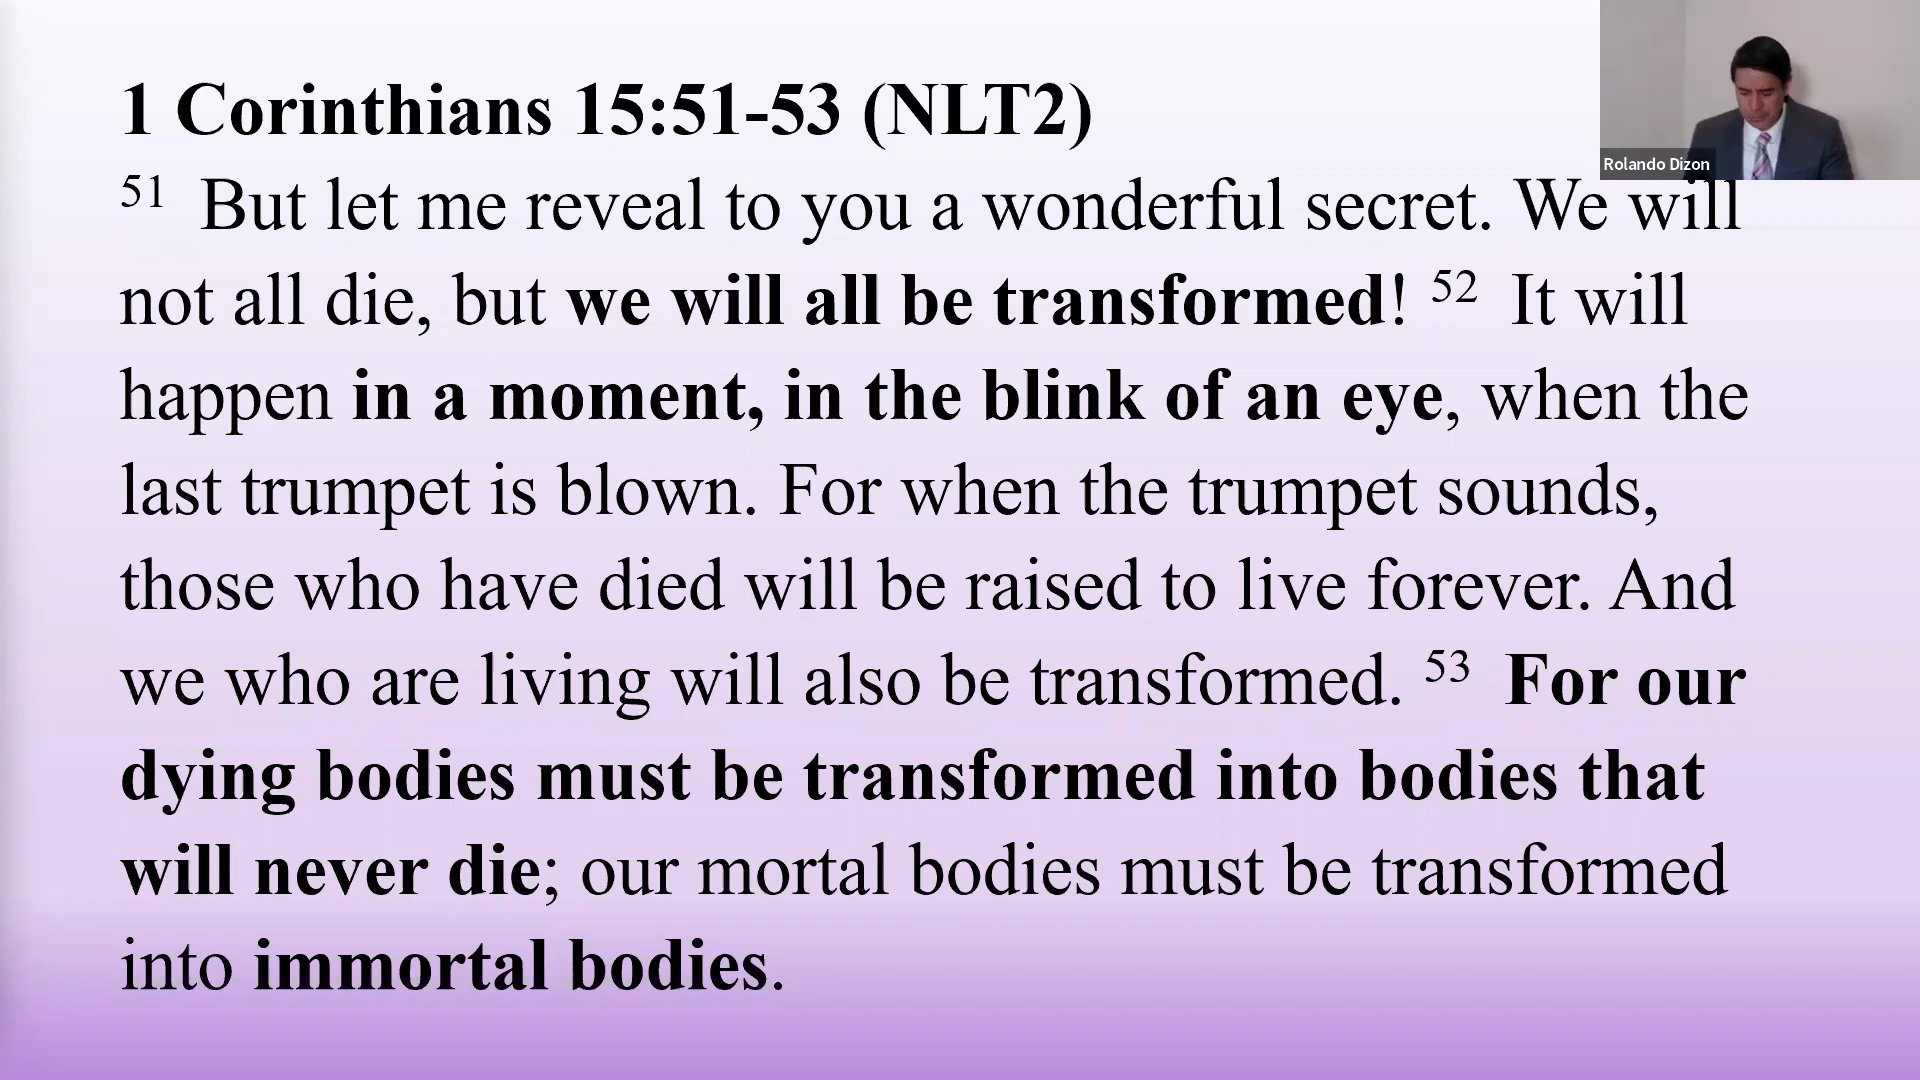 1 Corinthians 15:51-53 (NLT2)
Rolando Dizon
51 But let me reveal to you a wonderful secret. We will
not all die, but we will all be transformed! 52 It will
happen in a moment, in the blink of an eye, when the
last trumpet is blown. For when the trumpet sounds,
those who have died will be raised to live forever. And
we who are living will also be transformed. 53 For our
dying bodies must be transformed into bodies that
will never die; our mortal bodies must be transformed
into immortal bodies.